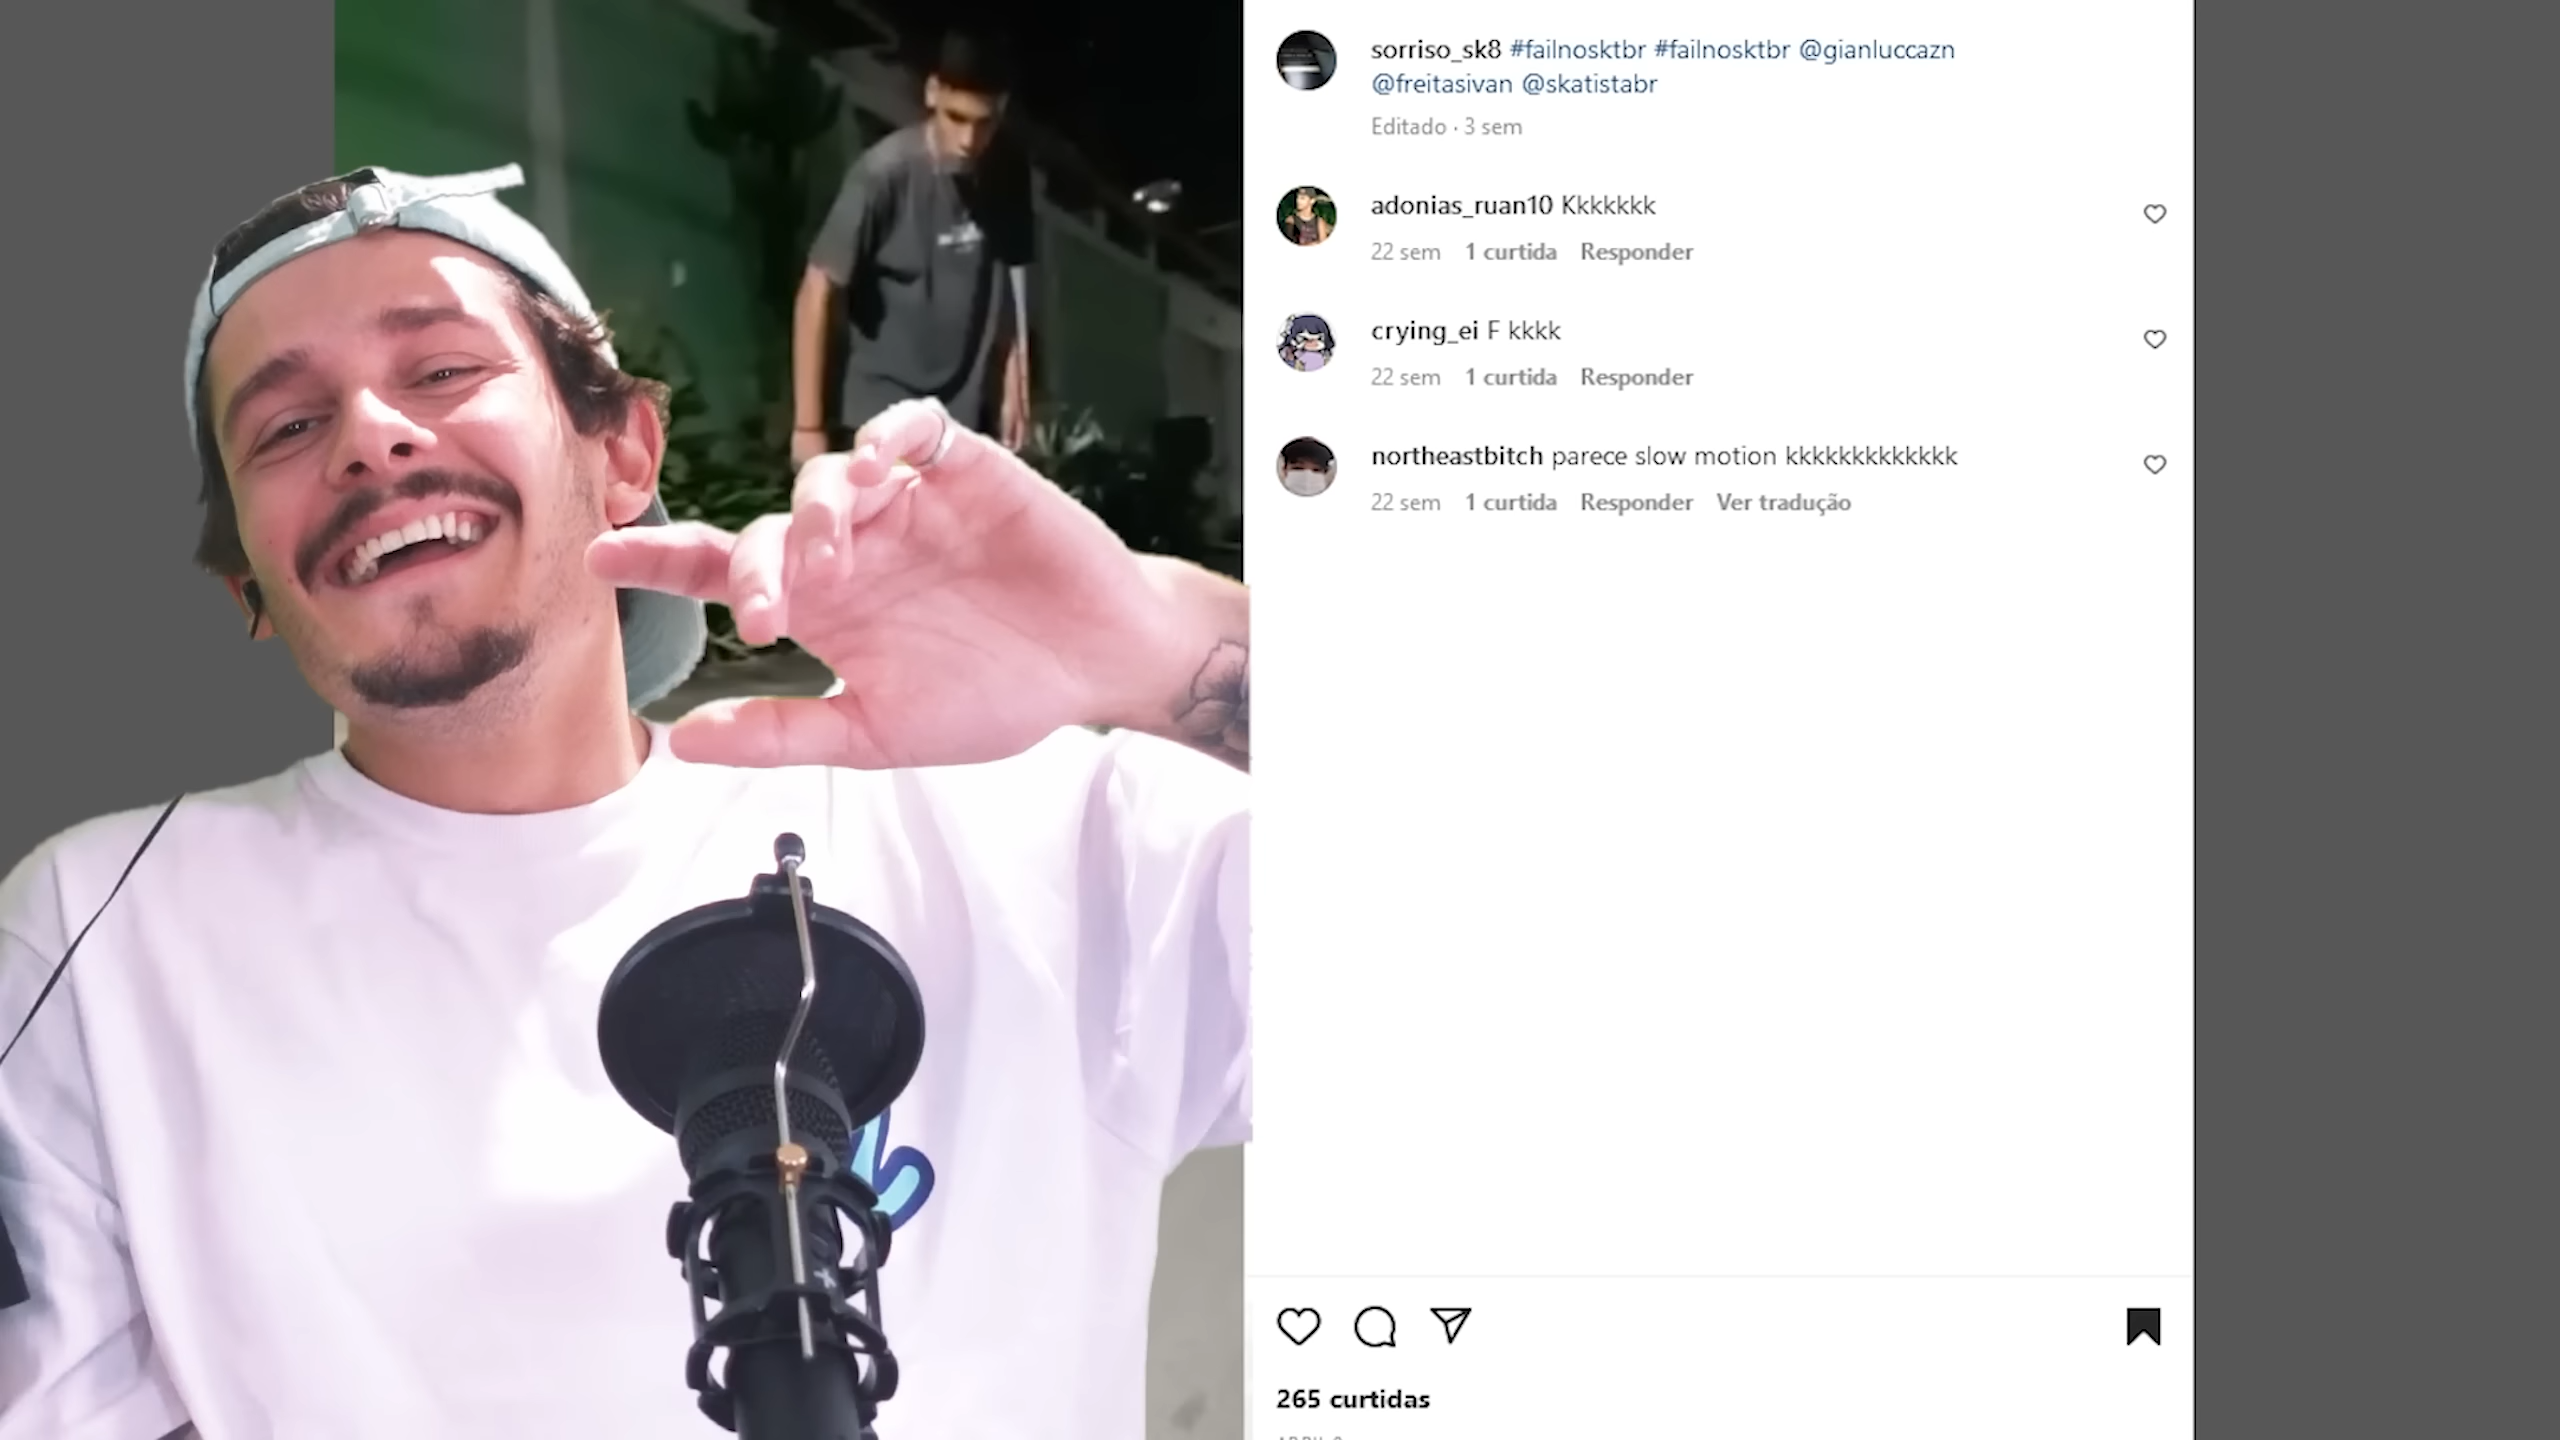 sorriso_sk8 #failnosktbr #failnosktbr @gianluccazn
@freitasivan @skatistabr
Editado · 3 sem
adonias_ruan10 Kkkkkkk
22 sem 1 curtida Responder
crying_ei F kkkk
22 sem 1 curtida Responder
northeastbitch parece slow motion kkkkkkkkkkkkk
22 sem 1 curtida Responder Ver tradução
265 curtidas